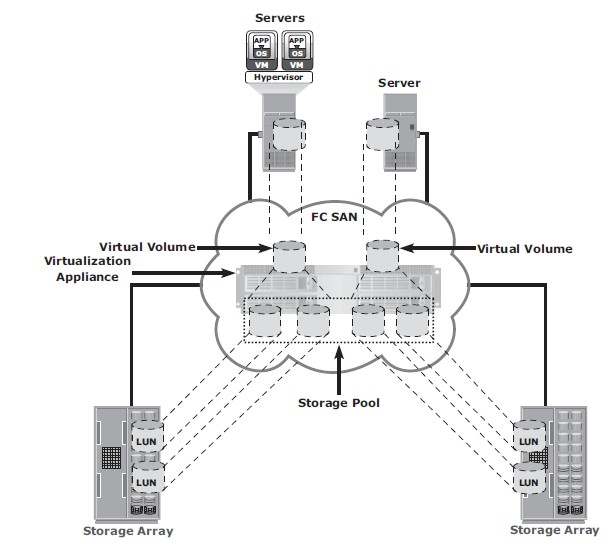 Servers
APP APP
OS OS
VM VM
Hypervisor
Server
FC SAN
Virtual Volume
Virtual Volume
Virtualization
Appliance
Storage Pool
LUN
LUN
LUN
LUN
Storage Array
Storage Array